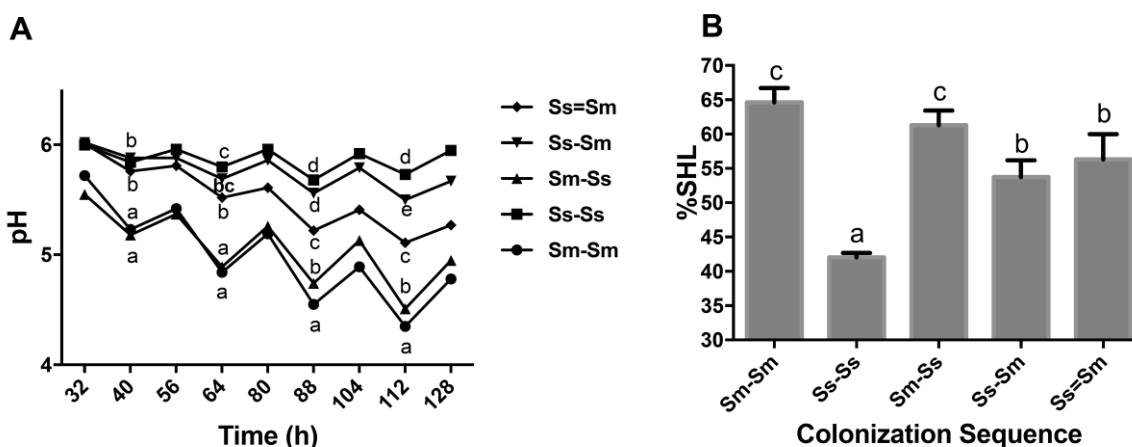 A
pH
6
5
4
b
b
a
a
c
bc
b
a
a
d
d
c
b
a
d
e
c
b
a
32
40
56
64
80
88
104
112
128
Time (h)
Ss=Sm
Ss-Sm
Sm-Ss
Ss-Ss
Sm-Sm
B
%SHL
70
65
60
55
50
45
40
35
30
c
a
c
b
b
Sm-Sm
Ss-Ss
Sm-Ss
Ss-Sm
Ss=Sm
Colonization Sequence